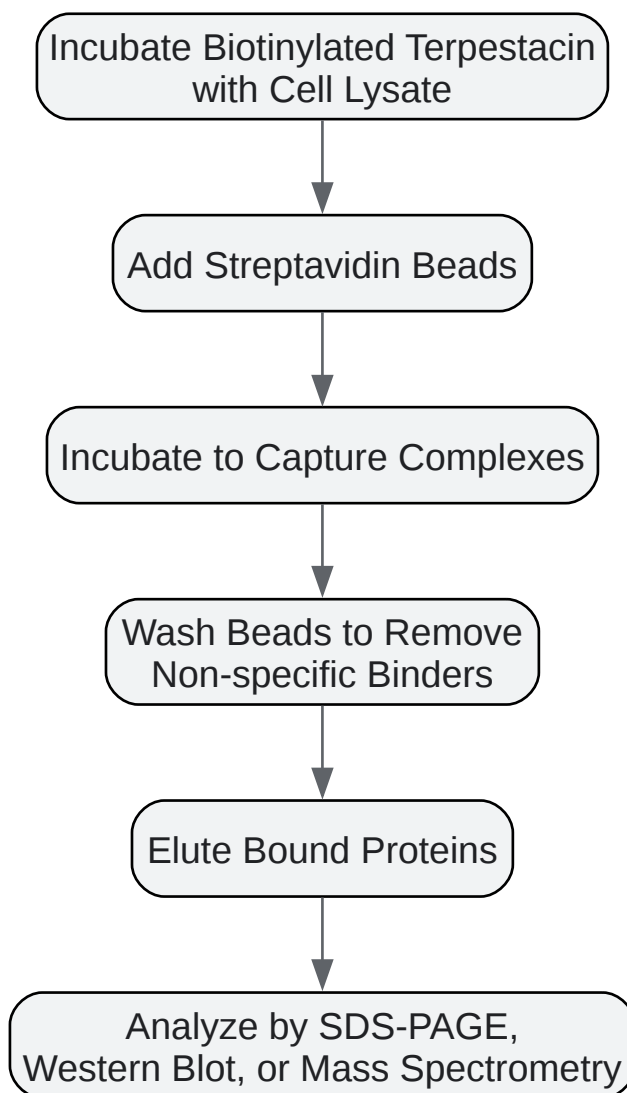 Incubate Biotinylated Terpestacin
with Cell Lysate
Add Streptavidin Beads
Incubate to Capture Complexes
Wash Beads to Remove
Non-specific Binders
Elute Bound Proteins
Analyze by SDS-PAGE,
Western Blot, or Mass Spectrometry